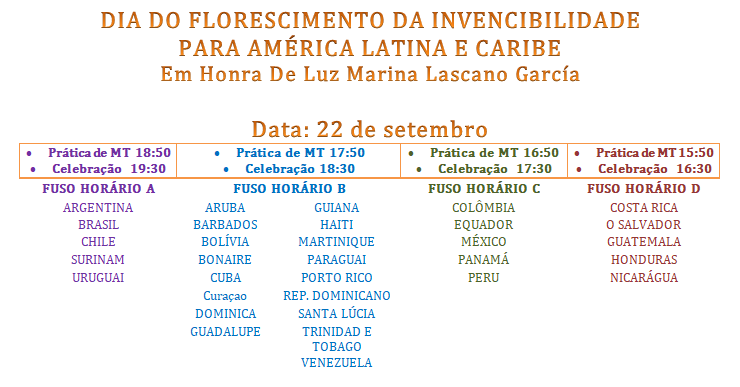 DIA DO FLORESCIMENTO DA INVENCIBILIDADE
PARA AMÉRICA LATINA E CARIBE
Em Honra De Luz Marina Lascano García
Data: 22 de setembro
• Prática de MT 18:50
• Celebração 19:30
• Prática de MT 17:50
• Celebração 18:30
• Prática de MT 16:50
• Celebração 17:30
• Prática de MT 15:50
• Celebração 16:30
FUSO HORÁRIO A
ARGENTINA
BRASIL
CHILE
SURINAM
URUGUAI
FUSO HORÁRIO B
ARUBA
BARBADOS
BOLÍVIA
BONAIRE
CUBA
Curaçao
DOMINICA
GUADALUPE
GUIANA
HAITI
MARTINIQUE
PARAGUAI
PORTO RICO
REP. DOMINICANO
SANTA LÚCIA
TRINIDAD E
TOBAGO
VENEZUELA
FUSO HORÁRIO C
COLÔMBIA
EQUADOR
MÉXICO
PANAMÁ
PERU
FUSO HORÁRIO D
COSTA RICA
O SALVADOR
GUATEMALA
HONDURAS
NICARÁGUA